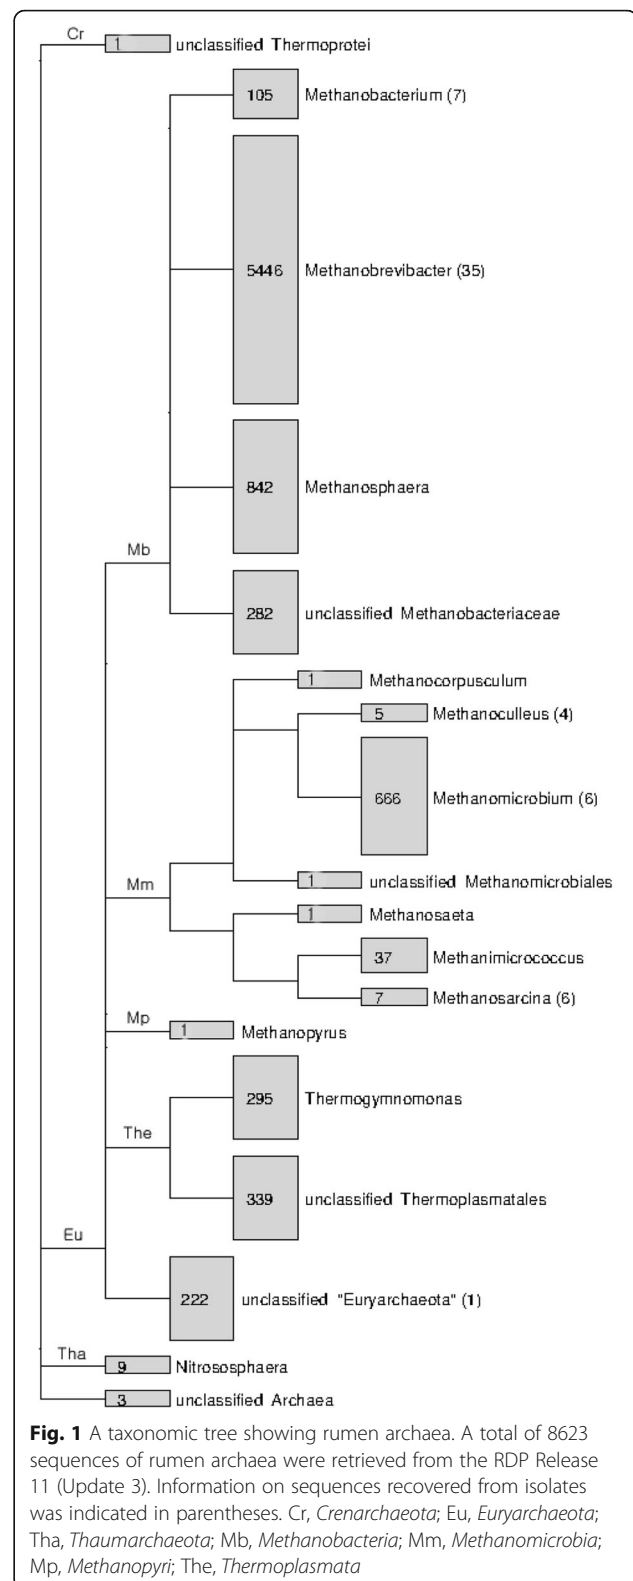 Cr
1 unclassified Thermoprotei
105 Methanobacterium (7)
5446 Methanobrevibacter (35)
842 Methanosphaera
Mb
282 unclassified Methanobacteriaceae
1 Methanocorpusculum
5 Methanoculleus (4)
666 Methanomicrobium (6)
Mm
1 unclassified Methanomicrobiales
1 Methanosaeta
37 Methanimicrococcus
7 Methanosarcina (6)
Mp
1 Methanopyrus
295 Thermogymnomonas
The
339 unclassified Thermoplasmatales
Eu
222 unclassified "Euryarchaeota" (1)
Tha
9 Nitrososphaera
3 unclassified Archaea
Fig. 1 A taxonomic tree showing rumen archaea. A total of 8623
sequences of rumen archaea were retrieved from the RDP Release
11 (Update 3). Information on sequences recovered from isolates
was indicated in parentheses. Cr, Crenarchaeota; Eu, Euryarchaeota;
Tha, Thaumarchaeota; Mb, Methanobacteria; Mm, Methanomicrobia;
Mp, Methanopyri; The, Thermoplasmata